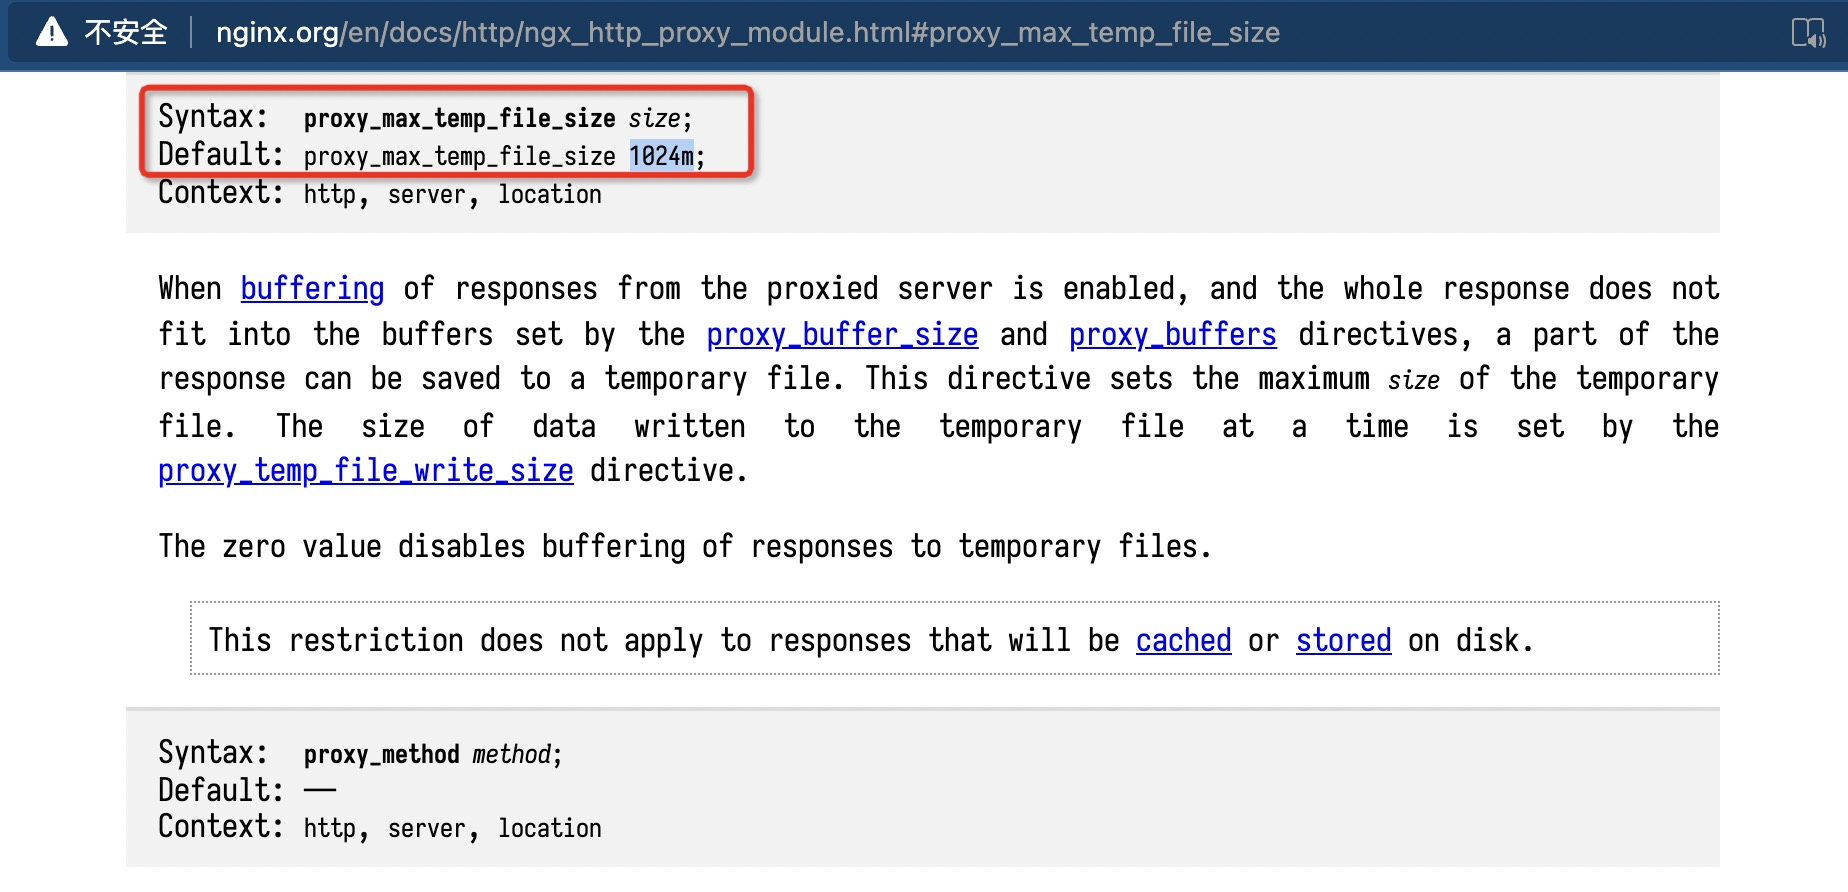 不安全 nginx.org/en/docs/http/ngx_http_proxy_module.html#proxy_max_temp_file_size
Syntax: proxy_max_temp_file_size size;
Default: proxy_max_temp_file_size 1024m;
Context: http, server, location
When buffering of responses from the proxied server is enabled, and the whole response does not
fit into the buffers set by the proxy_buffer_size and proxy_buffers directives, a part of the
response can be saved to a temporary file. This directive sets the maximum size of the temporary
file. The size of data written to the temporary file at a time is set by the
proxy_temp_file_write_size directive.
The zero value disables buffering of responses to temporary files.
This restriction does not apply to responses that will be cached or stored on disk.
Syntax: proxy_method method;
Default: —
Context: http, server, location